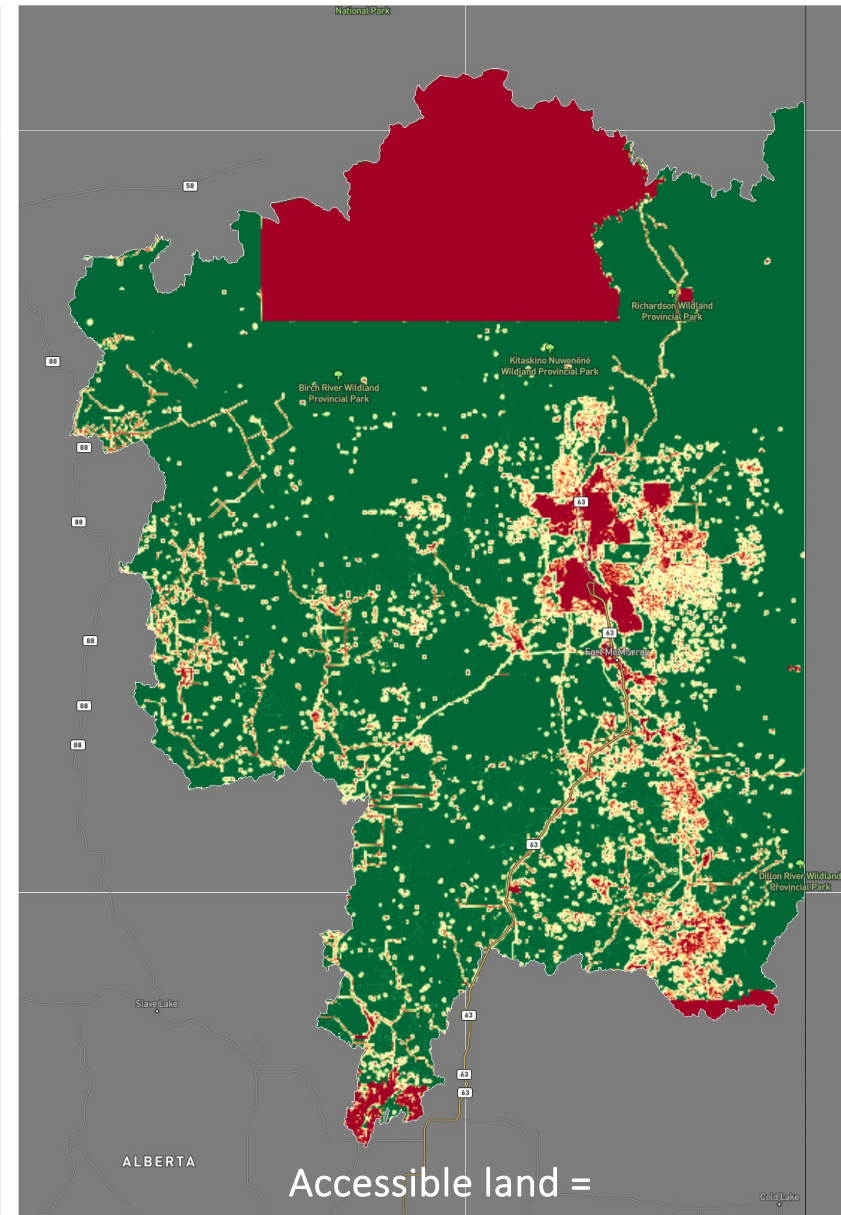 National Park
58
Richardson Wildland
Provincial Park
Kitaskino Nuwenëné
Wildland Provincial Park
88
Birch River Wildland
Provincial Park
88
63
88
63
88
Fort McMurray
88
88
63
Dillon River Wildland
Provincial Park
Slave Lake
63
63
63
ALBERTA
Accessible land =
Cold Lake